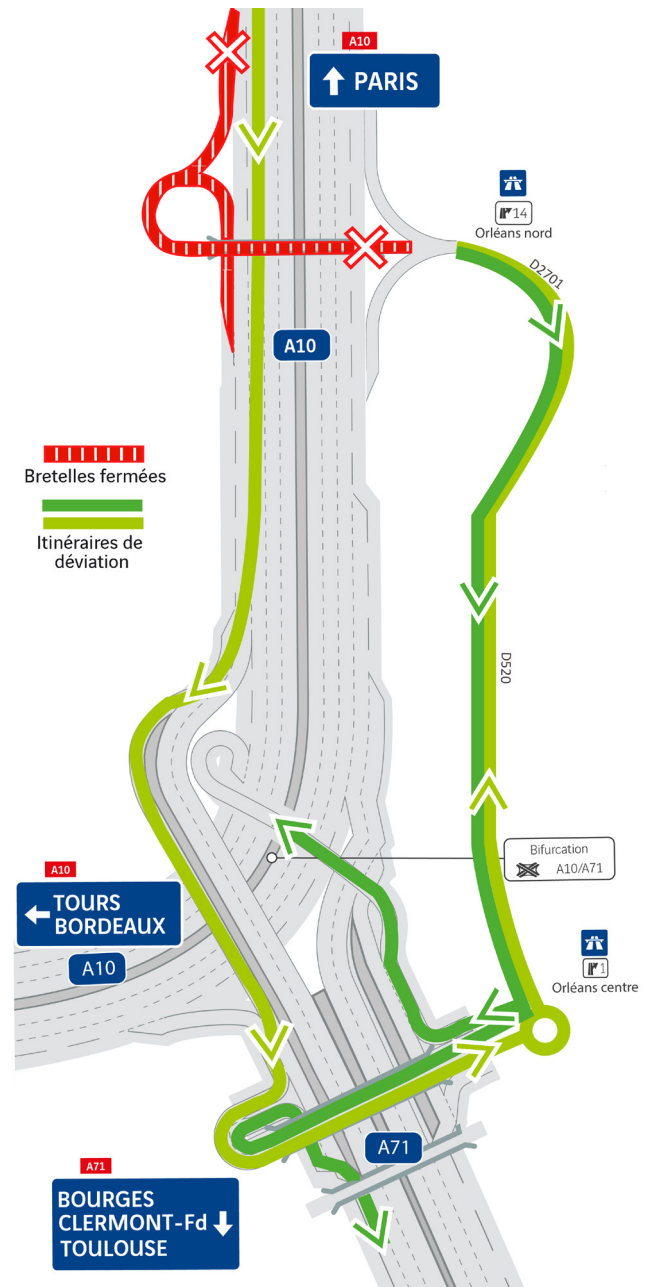 A10
PARIS
14
Orléans nord
D2701
A10
Bretelles fermées
Itinéraires de
déviation
D520
Bifurcation
A10/A71
A10
TOURS
BORDEAUX
A10
1
Orléans centre
A71
A71
BOURGES
CLERMONT-Fd
TOULOUSE